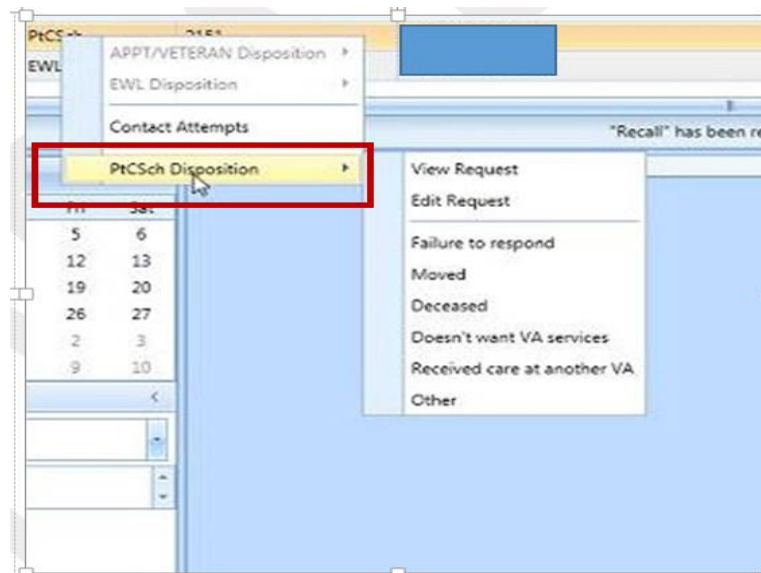 PtCSch 2151
EWL
APPT/VETERAN Disposition
EWL Disposition
Contact Attempts
"Recall" has been re
PtCSch Disposition
View Request
Edit Request
Failure to respond
Moved
Deceased
Doesn't want VA services
Received care at another VA
Other
Fri Sat
5 6
12 13
19 20
26 27
2 3
9 10